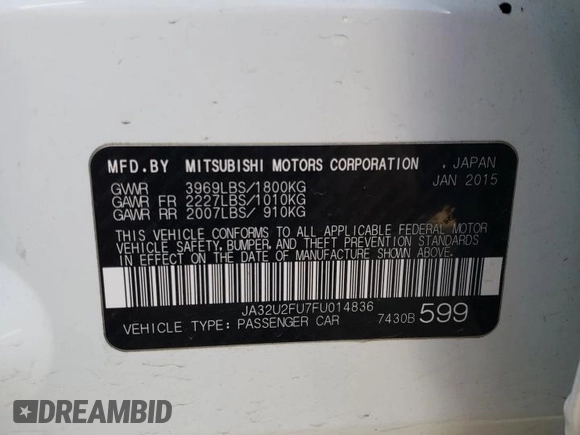 MFD.BY MITSUBISHI MOTORS CORPORATION . JAPAN
JAN 2015
GVWR 3969LBS/1800KG
GAWR FR 2227LBS/1010KG
GAWR RR 2007LBS/ 910KG
THIS VEHICLE CONFORMS TO ALL APPLICABLE FEDERAL MOTOR
VEHICLE SAFETY, BUMPER, AND THEFT PREVENTION STANDARDS
IN EFFECT ON THE DATE OF MANUFACTURE SHOWN ABOVE.
JA32U2FU7FU014836
VEHICLE TYPE: PASSENGER CAR 7430B 599
DREAMBID